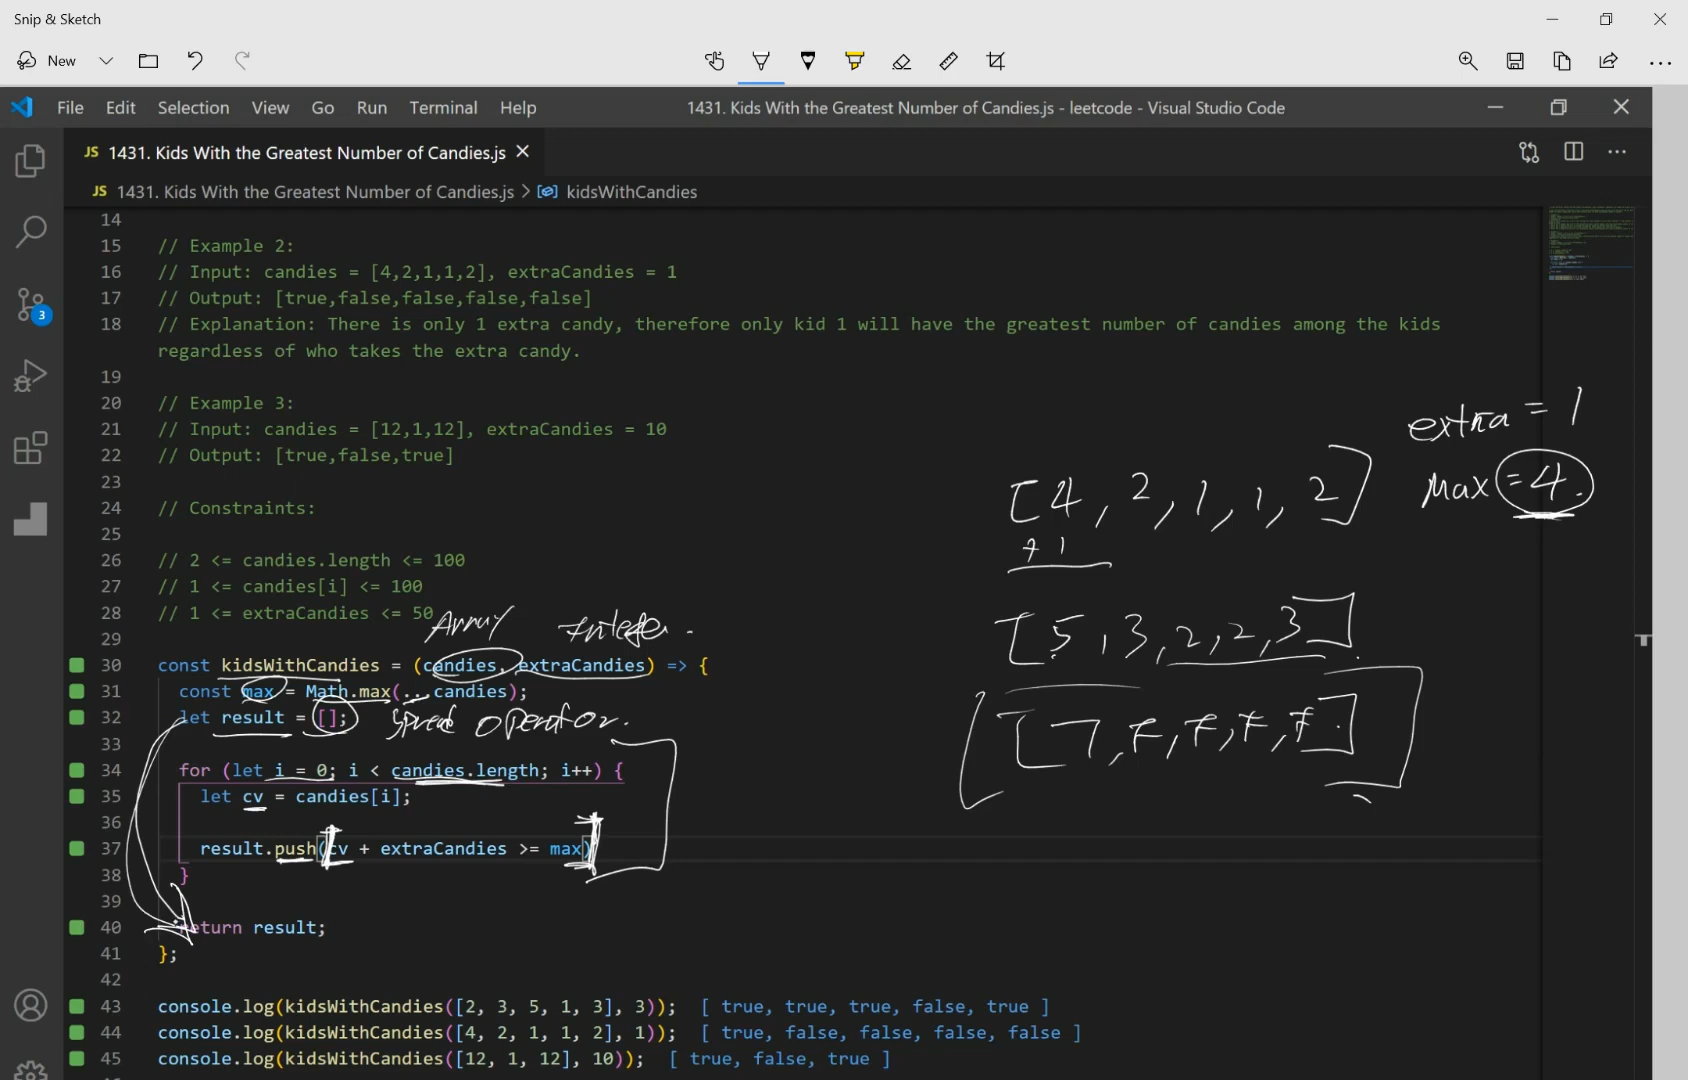 Snip & Sketch
New
File Edit Selection View Go Run Terminal Help
1431. Kids With the Greatest Number of Candies.js - leetcode - Visual Studio Code
JS 1431. Kids With the Greatest Number of Candies.js
JS 1431. Kids With the Greatest Number of Candies.js > kidsWithCandies
14
15 // Example 2:
16 // Input: candies = [4,2,1,1,2], extraCandies = 1
17 // Output: [true,false,false,false,false]
18 // Explanation: There is only 1 extra candy, therefore only kid 1 will have the greatest number of candies among the kids
regardless of who takes the extra candy.
19
20 // Example 3:
21 // Input: candies = [12,1,12], extraCandies = 10
22 // Output: [true,false,true]
23
24 // Constraints:
25
26 // 2 <= candies.length <= 100
27 // 1 <= candies[i] <= 100
28 // 1 <= extraCandies <= 50
29
Array Integer.
30 const kidsWithCandies = (candies, extraCandies) => {
31 const max = Math.max(...candies);
32 let result = []; Spread operator.
33
34 for (let i = 0; i < candies.length; i++) {
35 let cv = candies[i];
36
37 result.push(cv + extraCandies >= max)
38 }
39
40 return result;
41 };
42
43 console.log(kidsWithCandies([2, 3, 5, 1, 3], 3)); [ true, true, true, false, true ]
44 console.log(kidsWithCandies([4, 2, 1, 1, 2], 1)); [ true, false, false, false, false ]
45 console.log(kidsWithCandies([12, 1, 12], 10)); [ true, false, true ]
3
extra = 1
Max = 4.
[4, 2, 1, 1, 2]
+ 1
[5, 3, 2, 2, 3]
[T, F, F, F, F]